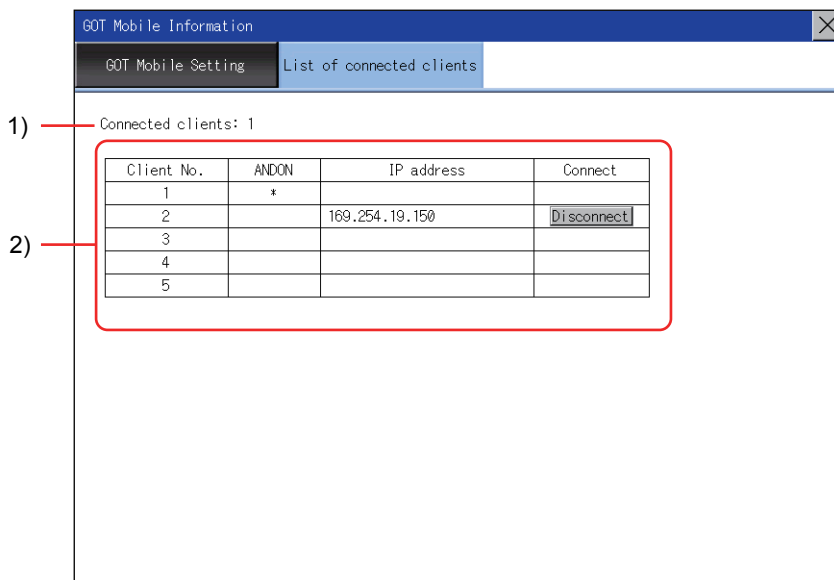 GOT Mobile Information
GOT Mobile Setting List of connected clients
1) Connected clients: 1
Client No. ANDON IP address Connect
1 *
2 169.254.19.150 Disconnect
2) 3
4
5